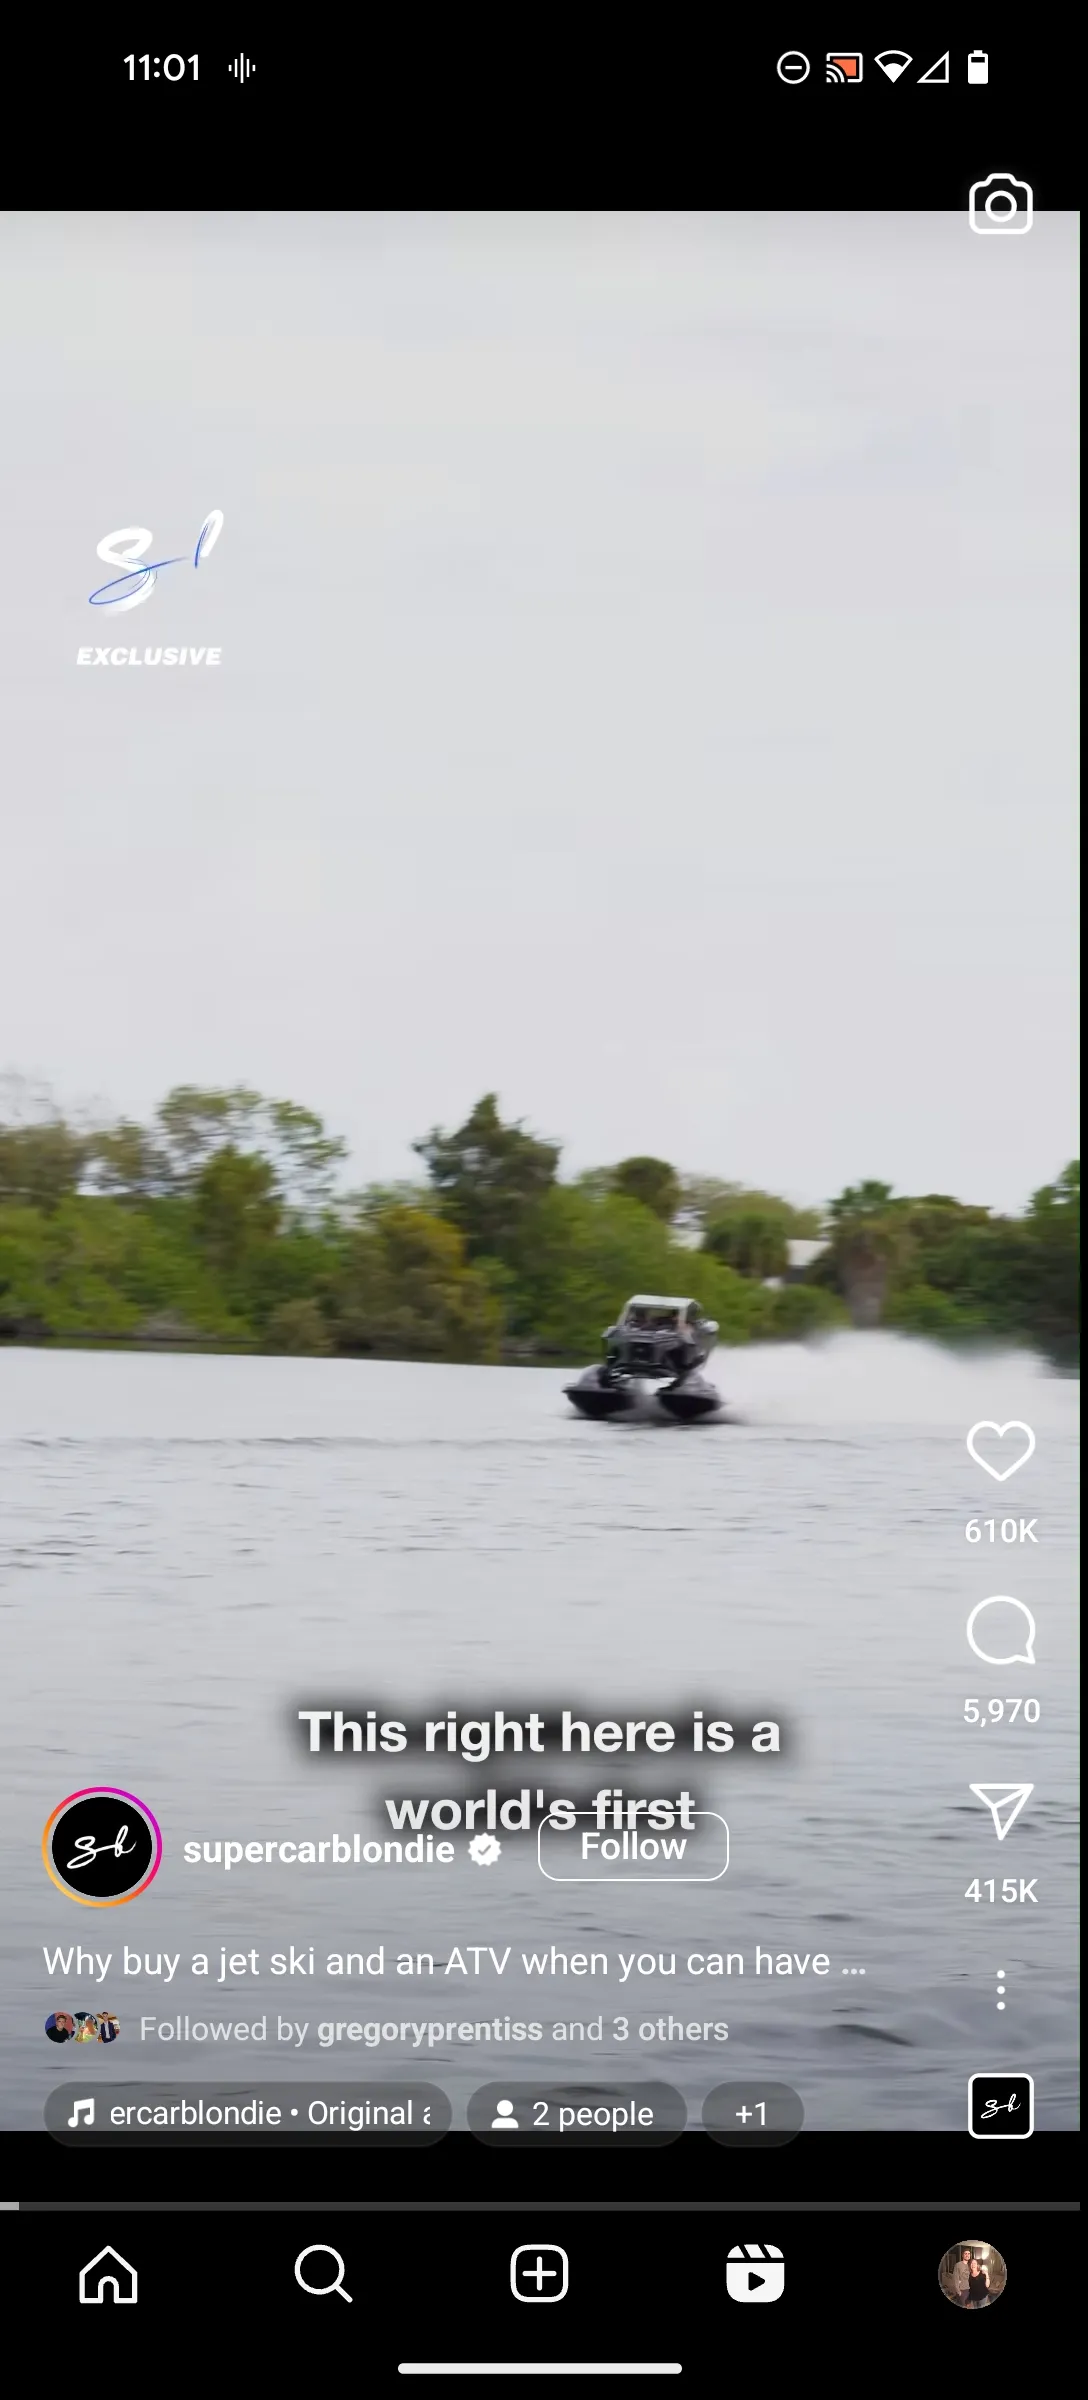 11:01
EXCLUSIVE
610K
5,970
This right here is a
world's first
supercarblondie
Follow
415K
Why buy a jet ski and an ATV when you can have ...
Followed by gregoryprentiss and 3 others
ercarblondie • Original
2 people
+1